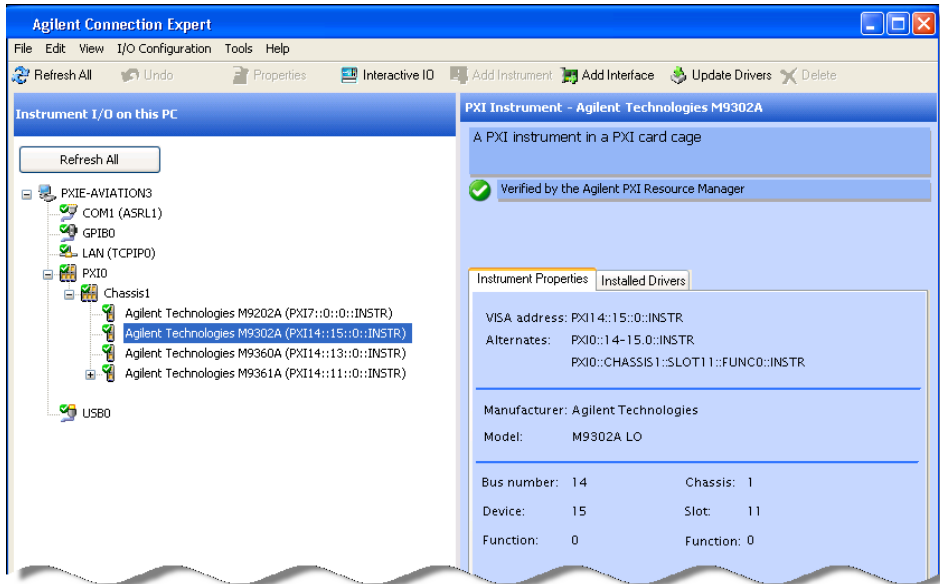 Agilent Connection Expert
File Edit View I/O Configuration Tools Help
Refresh All Undo Properties Interactive IO Add Instrument Add Interface Update Drivers Delete
Instrument I/O on this PC
Refresh All
PXIE-AVIATION3
COM1 (ASRL1)
GPIB0
LAN (TCPIP0)
PXI0
Chassis1
Agilent Technologies M9202A (PXI7::0::0::INSTR)
Agilent Technologies M9302A (PXI14::15::0::INSTR)
Agilent Technologies M9360A (PXI14::13::0::INSTR)
Agilent Technologies M9361A (PXI14::11::0::INSTR)
USB0
PXI Instrument - Agilent Technologies M9302A
A PXI instrument in a PXI card cage
Verified by the Agilent PXI Resource Manager
Instrument Properties Installed Drivers
VISA address: PXI14::15::0::INSTR
Alternates: PXI0::14-15.0::INSTR
PXI0::CHASSIS1::SLOT11::FUNC0::INSTR
Manufacturer: Agilent Technologies
Model: M9302A LO
Bus number: 14 Chassis: 1
Device: 15 Slot: 11
Function: 0 Function: 0